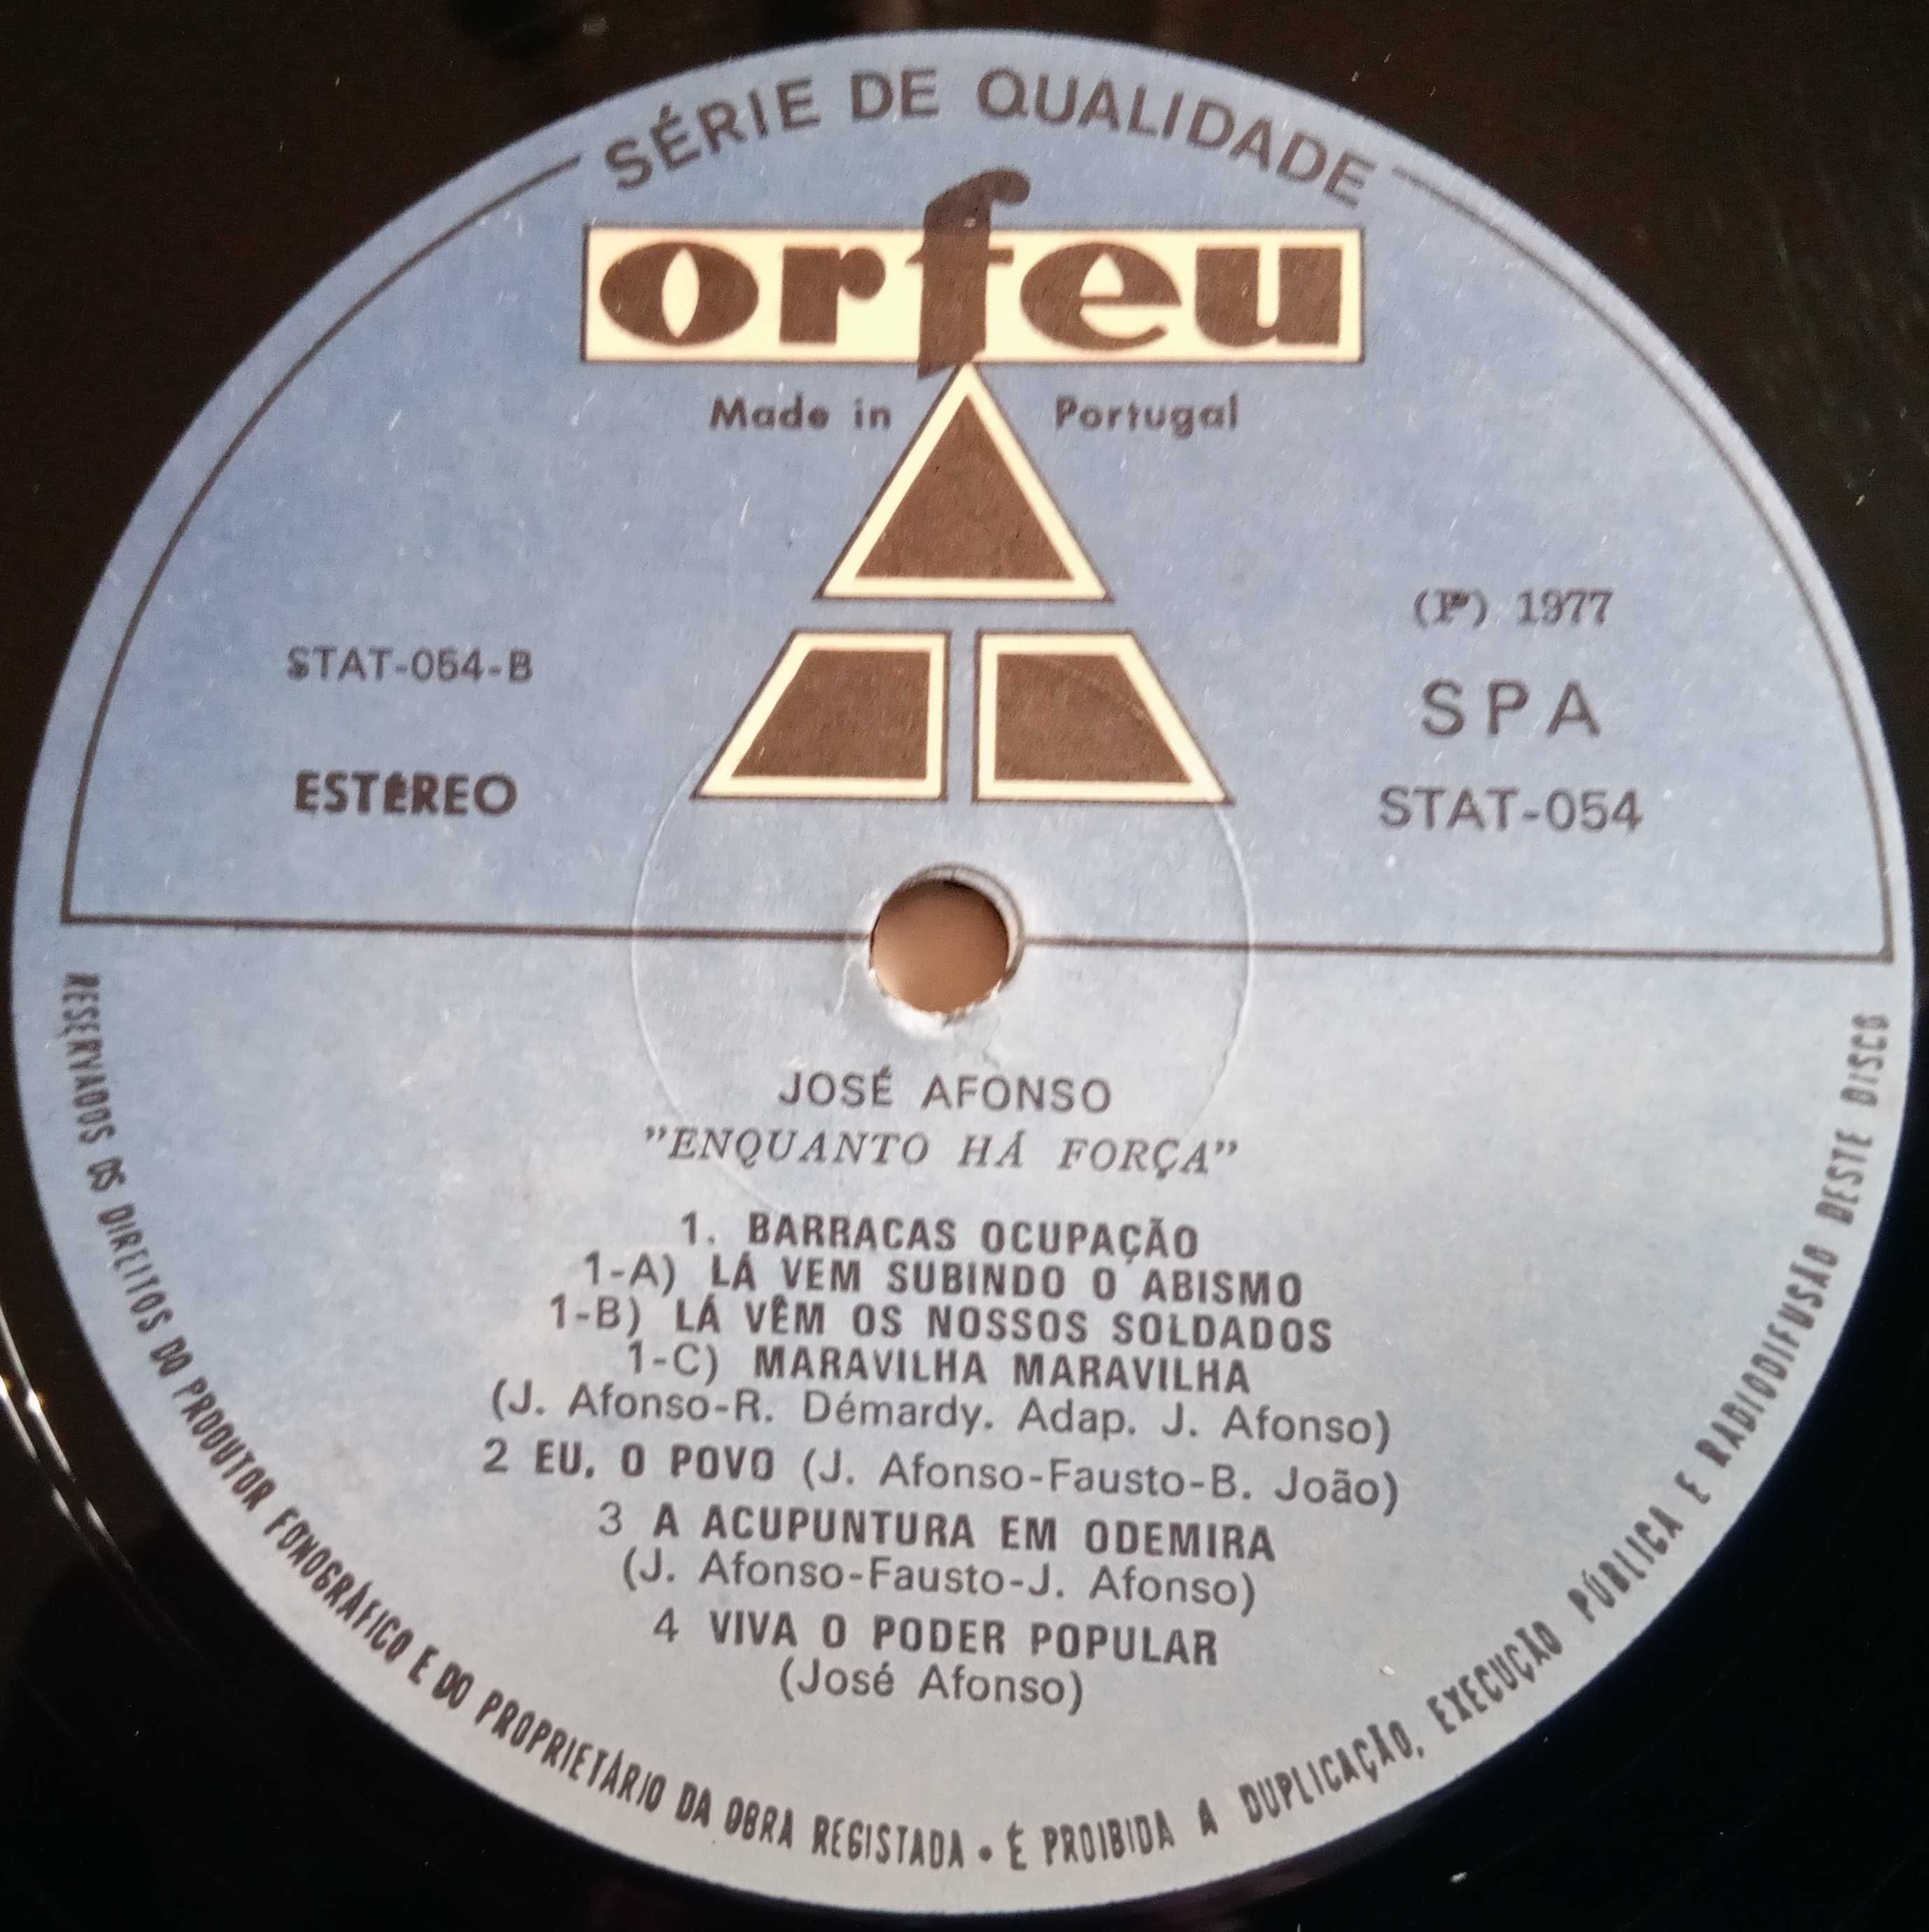 SÉRIE DE QUALIDADE
orfeu
Made in Portugal
STAT-054-B
ESTÉREO
(P) 1977
SPA
STAT-054
JOSÉ AFONSO
"ENQUANTO HÁ FORÇA"
1. BARRACAS OCUPAÇÃO
1-A) LÁ VEM SUBINDO O ABISMO
1-B) LÁ VÊM OS NOSSOS SOLDADOS
1-C) MARAVILHA MARAVILHA
(J. Afonso-R. Démardy. Adap. J. Afonso)
2 EU, O POVO (J. Afonso-Fausto-B. João)
3 A ACUPUNTURA EM ODEMIRA
(J. Afonso-Fausto-J. Afonso)
4 VIVA O PODER POPULAR
(José Afonso)
RESERVADOS OS DIREITOS DO PRODUTOR FONOGRÁFICO E DO PROPRIETÁRIO DA OBRA REGISTADA • É PROIBIDA A DUPLICAÇÃO, EXECUÇÃO PÚBLICA E RADIODIFUSÃO DESTE DISCO